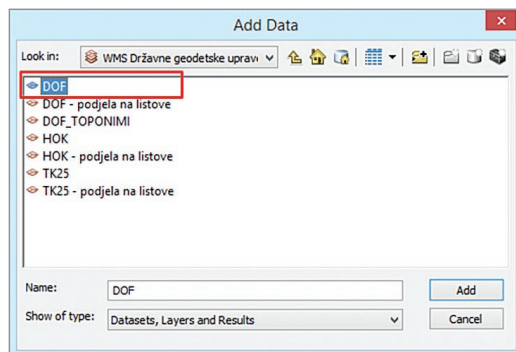 Add Data
Look in: WMS Državne geodetske uprav
DOF
DOF - podjela na listove
DOF_TOPONIMI
HOK
HOK - podjela na listove
TK25
TK25 - podjela na listove
Name: DOF Add
Show of type: Datasets, Layers and Results Cancel